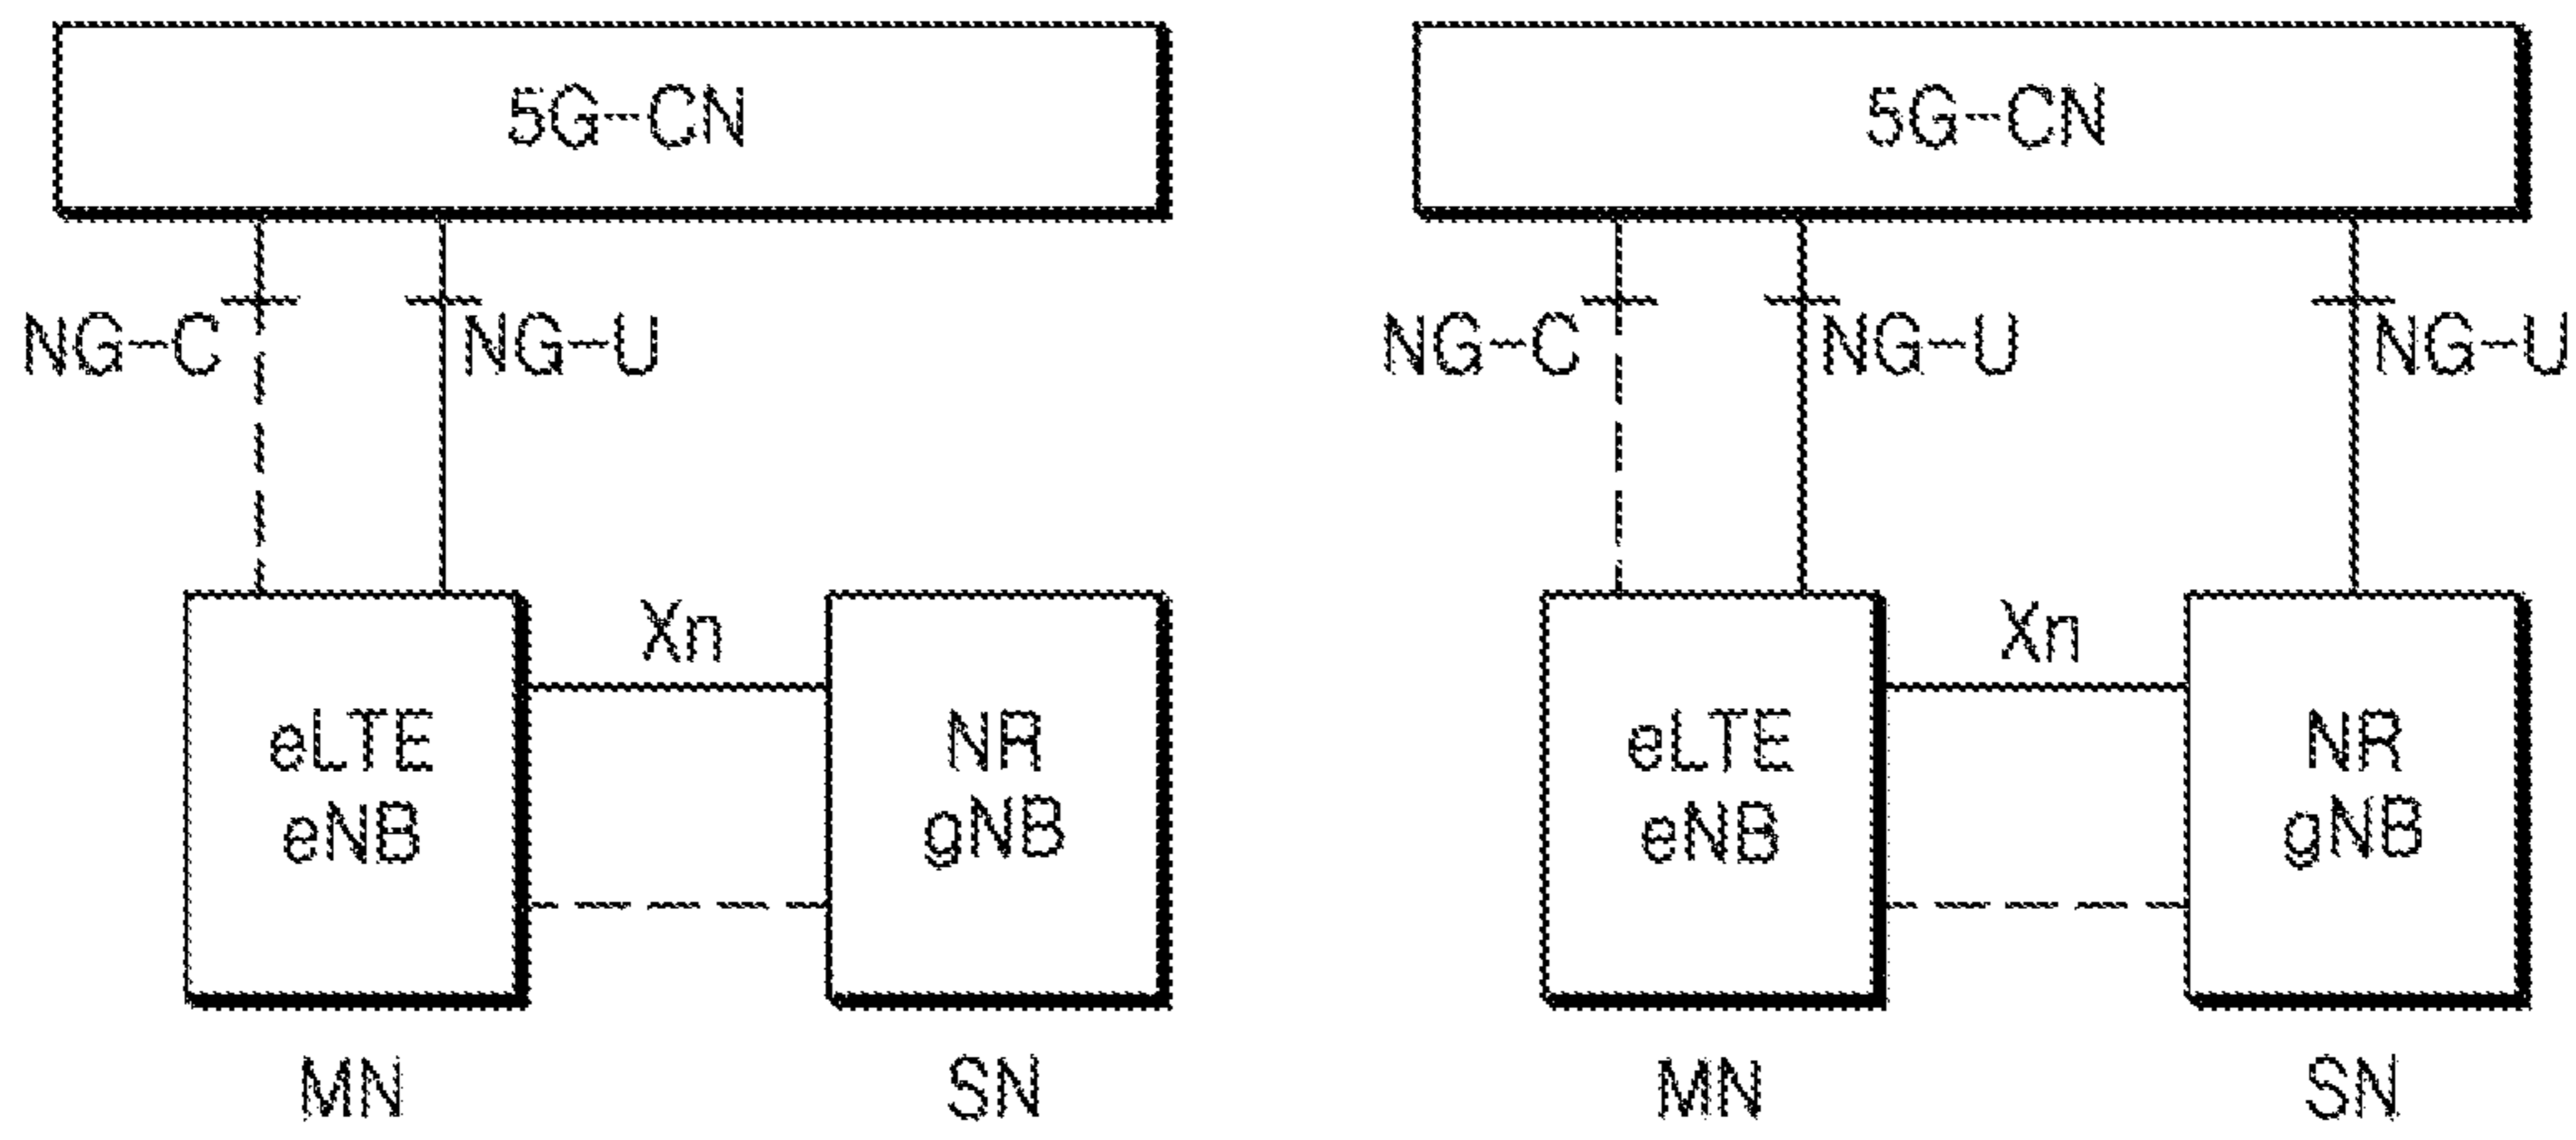 5G-CN
NG-C
NG-U
Xn
eLTE
eNB
NR
gNB
MN
SN
5G-CN
NG-C
NG-U
NG-U
Xn
eLTE
eNB
NR
gNB
MN
SN